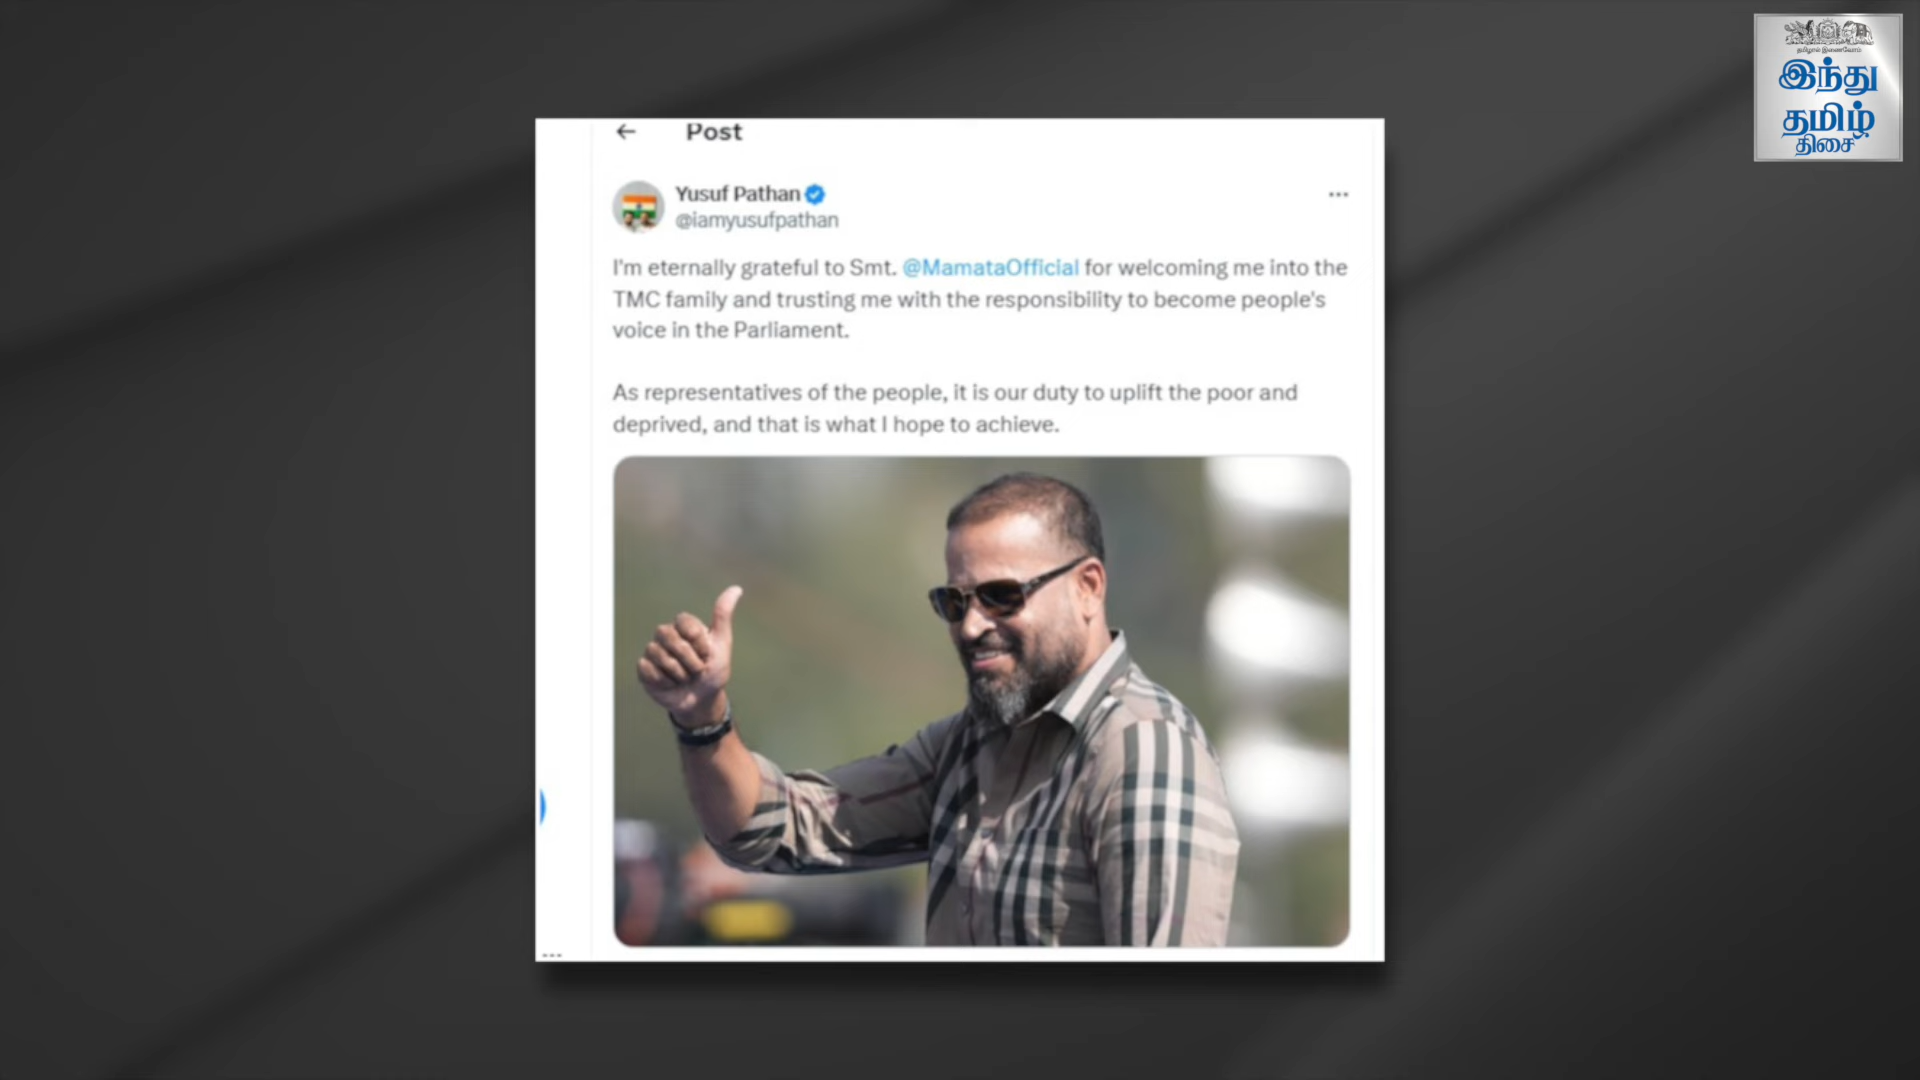 தமிழால் இணைவோம்
இந்து
தமிழ்
திசை
Post
Yusuf Pathan
@iamyusufpathan
I'm eternally grateful to Smt. @MamataOfficial for welcoming me into the
TMC family and trusting me with the responsibility to become people's
voice in the Parliament.
As representatives of the people, it is our duty to uplift the poor and
deprived, and that is what I hope to achieve.